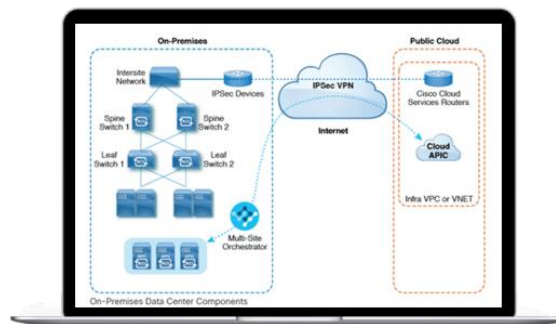 On-Premises
Public Cloud
Intersite
Network
IPSec Devices
IPSec VPN
Cisco Cloud
Services Routers
Spine
Switch 1
Spine
Switch 2
Internet
Leaf
Switch 1
Leaf
Switch 2
Cloud
APIC
Infra VPC or VNET
Multi-Site
Orchestrator
On-Premises Data Center Components